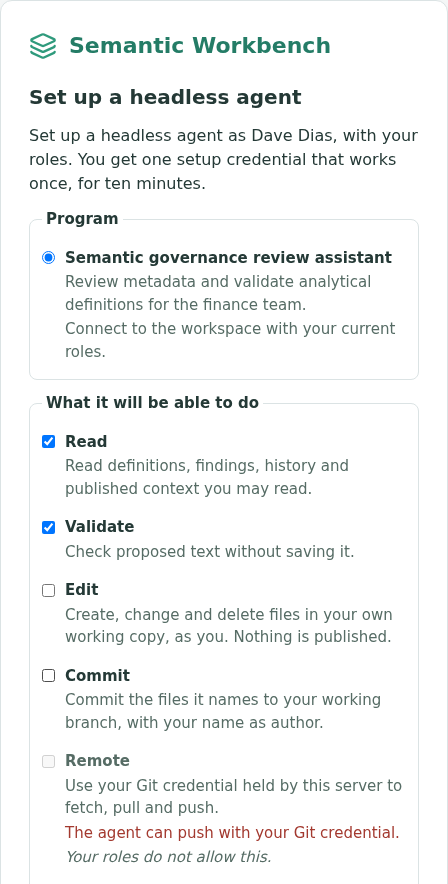 Semantic Workbench
Set up a headless agent
Set up a headless agent as Dave Dias, with your
roles. You get one setup credential that works
once, for ten minutes.
Program
Semantic governance review assistant
Review metadata and validate analytical
definitions for the finance team.
Connect to the workspace with your current
roles.
What it will be able to do
Read
Read definitions, findings, history and
published context you may read.
Validate
Check proposed text without saving it.
Edit
Create, change and delete files in your own
working copy, as you. Nothing is published.
Commit
Commit the files it names to your working
branch, with your name as author.
Remote
Use your Git credential held by this server to
fetch, pull and push.
The agent can push with your Git credential.
Your roles do not allow this.